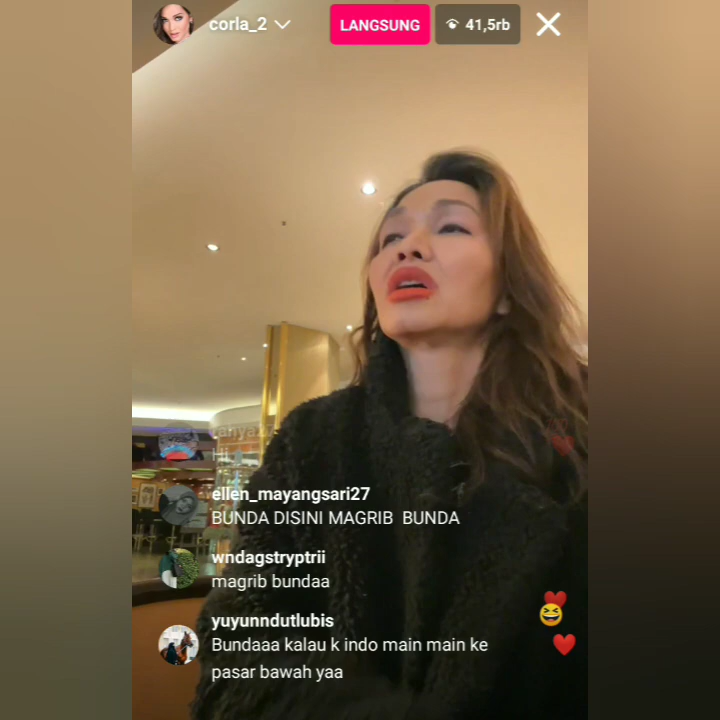 corla_2
LANGSUNG
41,5rb
ellen_mayangsari27
BUNDA DISINI MAGRIB BUNDA
wndagstryptrii
magrib bundaa
yuyunndutlubis
Bundaaa kalau k indo main main ke
pasar bawah yaa